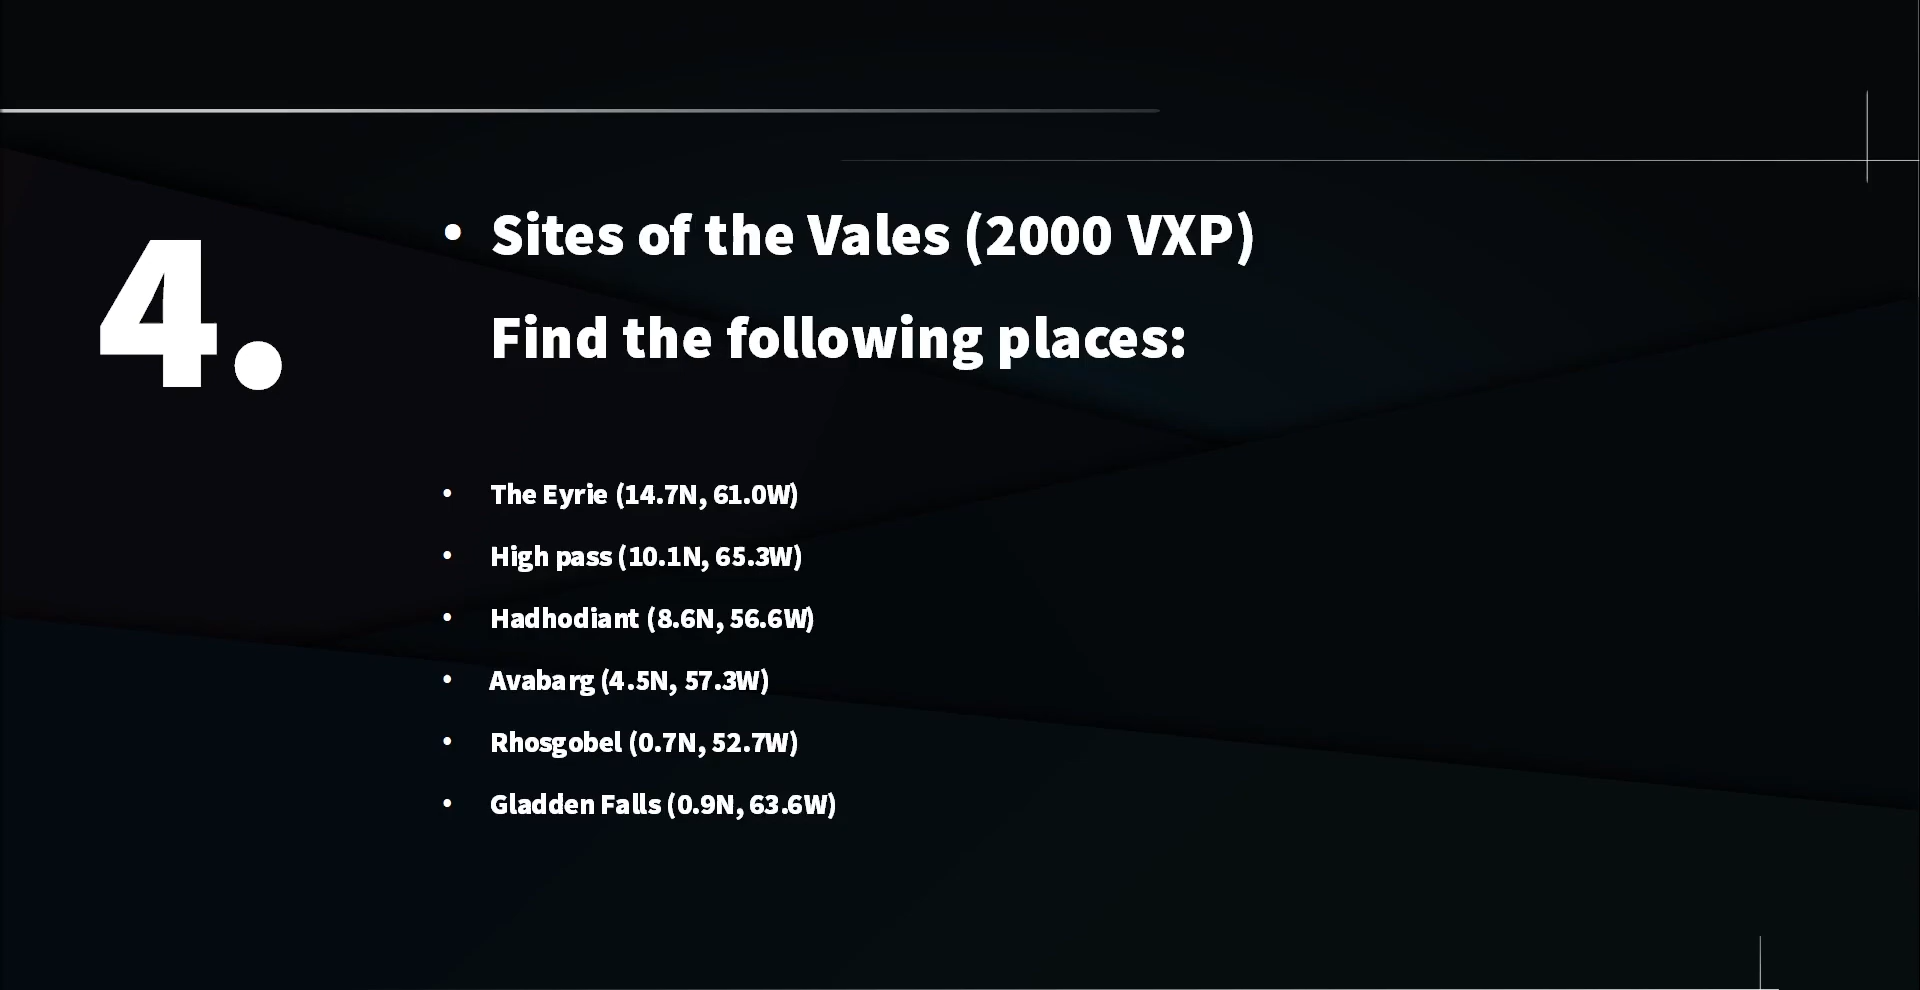 4.
• Sites of the Vales (2000 VXP)
Find the following places:
• The Eyrie (14.7N, 61.0W)
• High pass (10.1N, 65.3W)
• Hadhodiant (8.6N, 56.6W)
• Avabarg (4.5N, 57.3W)
• Rhosgobel (0.7N, 52.7W)
• Gladden Falls (0.9N, 63.6W)